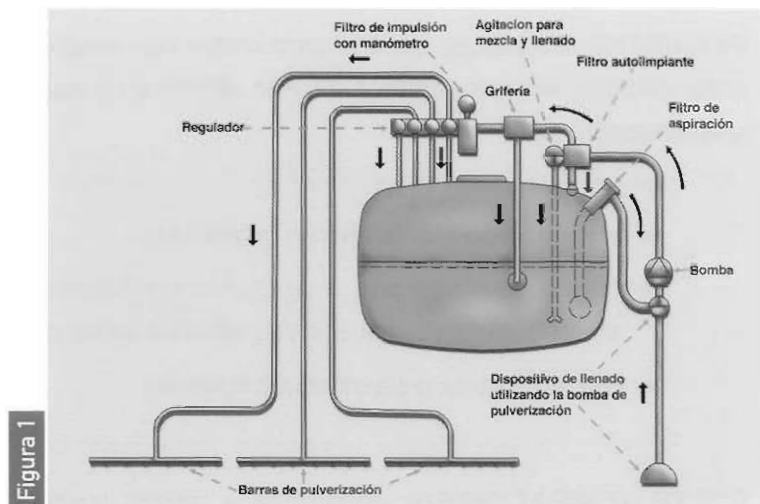 Filtro de impulsión
con manómetro
Agitacion para
mezcla y llenado
Filtro autolimpiante
Grifería
Filtro de
aspiración
Regulador
Bomba
Dispositivo de llenado
utilizando la bomba de
pulverización
Barras de pulverización
Figura 1